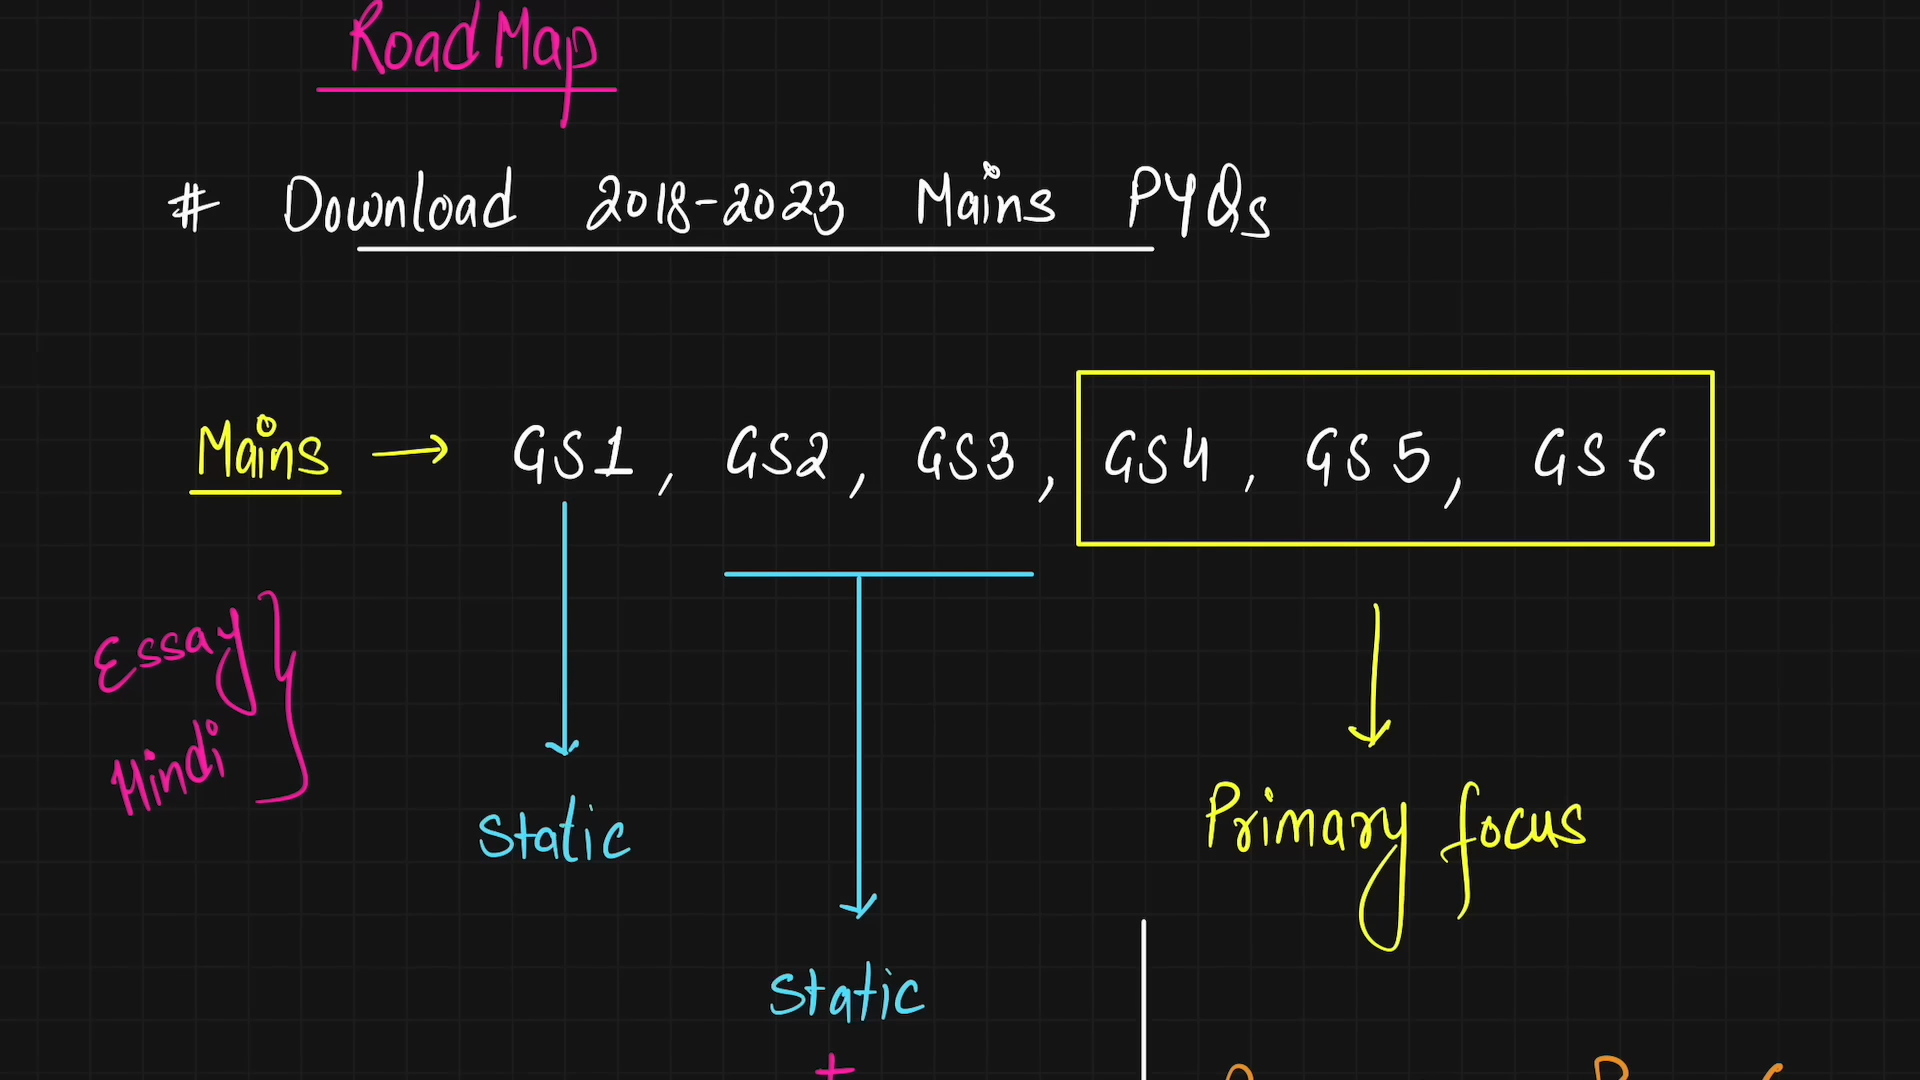 Road Map
# Download 2018-2023 Mains PYQs
Mains → GS1, GS2, GS3, GS4, GS5, GS6
Essay
Hindi
Static
Primary focus
Static
+